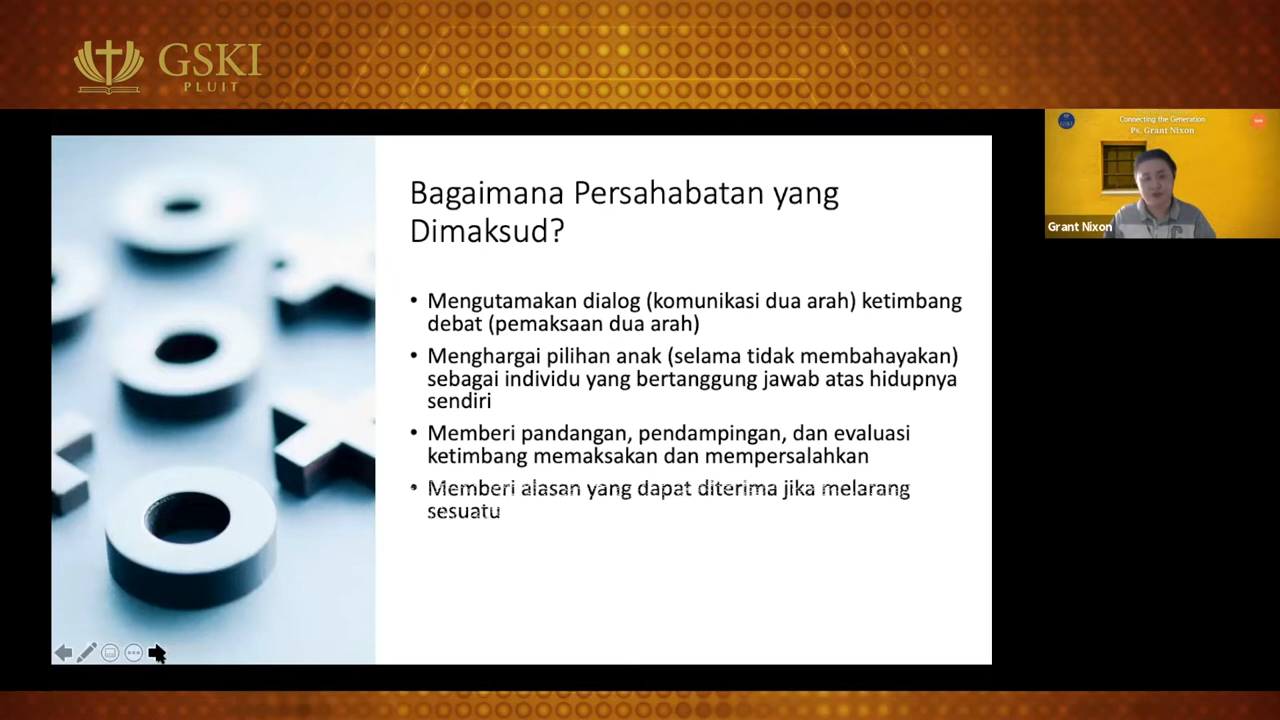 GSKI
PLUIT
Connecting the Generation
Ps. Grant Nixon
Grant Nixon
Bagaimana Persahabatan yang
Dimaksud?
• Mengutamakan dialog (komunikasi dua arah) ketimbang
debat (pemaksaan dua arah)
• Menghargai pilihan anak (selama tidak membahayakan)
sebagai individu yang bertanggung jawab atas hidupnya
sendiri
• Memberi pandangan, pendampingan, dan evaluasi
ketimbang memaksakan dan mempersalahkan
• Memberi alasan yang dapat diterima jika melarang
sesuatu